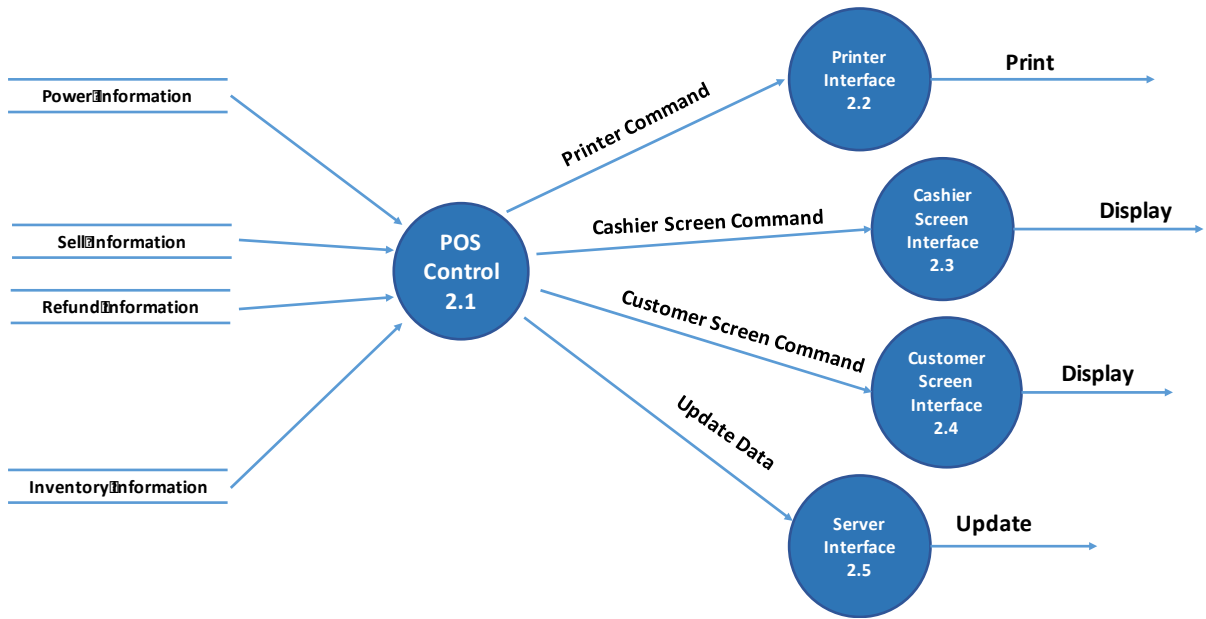 Power Information
Sell Information
Refund Information
Inventory Information
POS
Control
2.1
Printer Command
Cashier Screen Command
Customer Screen Command
Update Data
Printer
Interface
2.2
Print
Cashier
Screen
Interface
2.3
Display
Customer
Screen
Interface
2.4
Display
Server
Interface
2.5
Update